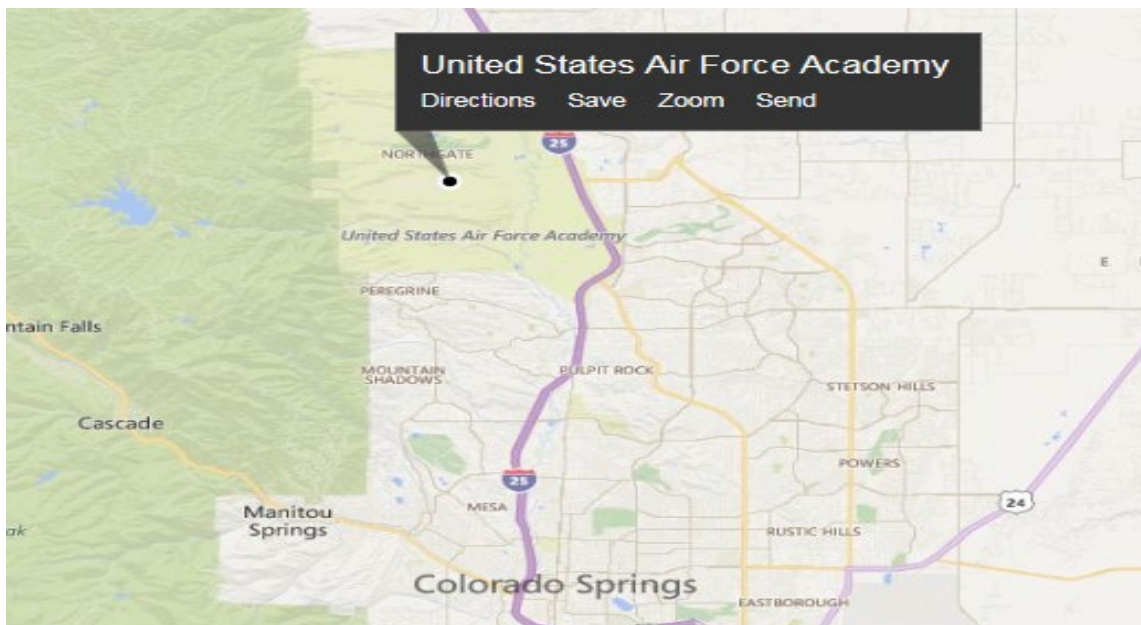 United States Air Force Academy
Directions Save Zoom Send
25
NORTHGATE
United States Air Force Academy
E
PEREGRINE
ntain Falls
MOUNTAIN
SHADOWS
PULPIT ROCK
STETSON HILLS
Cascade
POWERS
25
24
MESA
Manitou
Springs
ak
RUSTIC HILLS
Colorado Springs
EASTBOROUGH